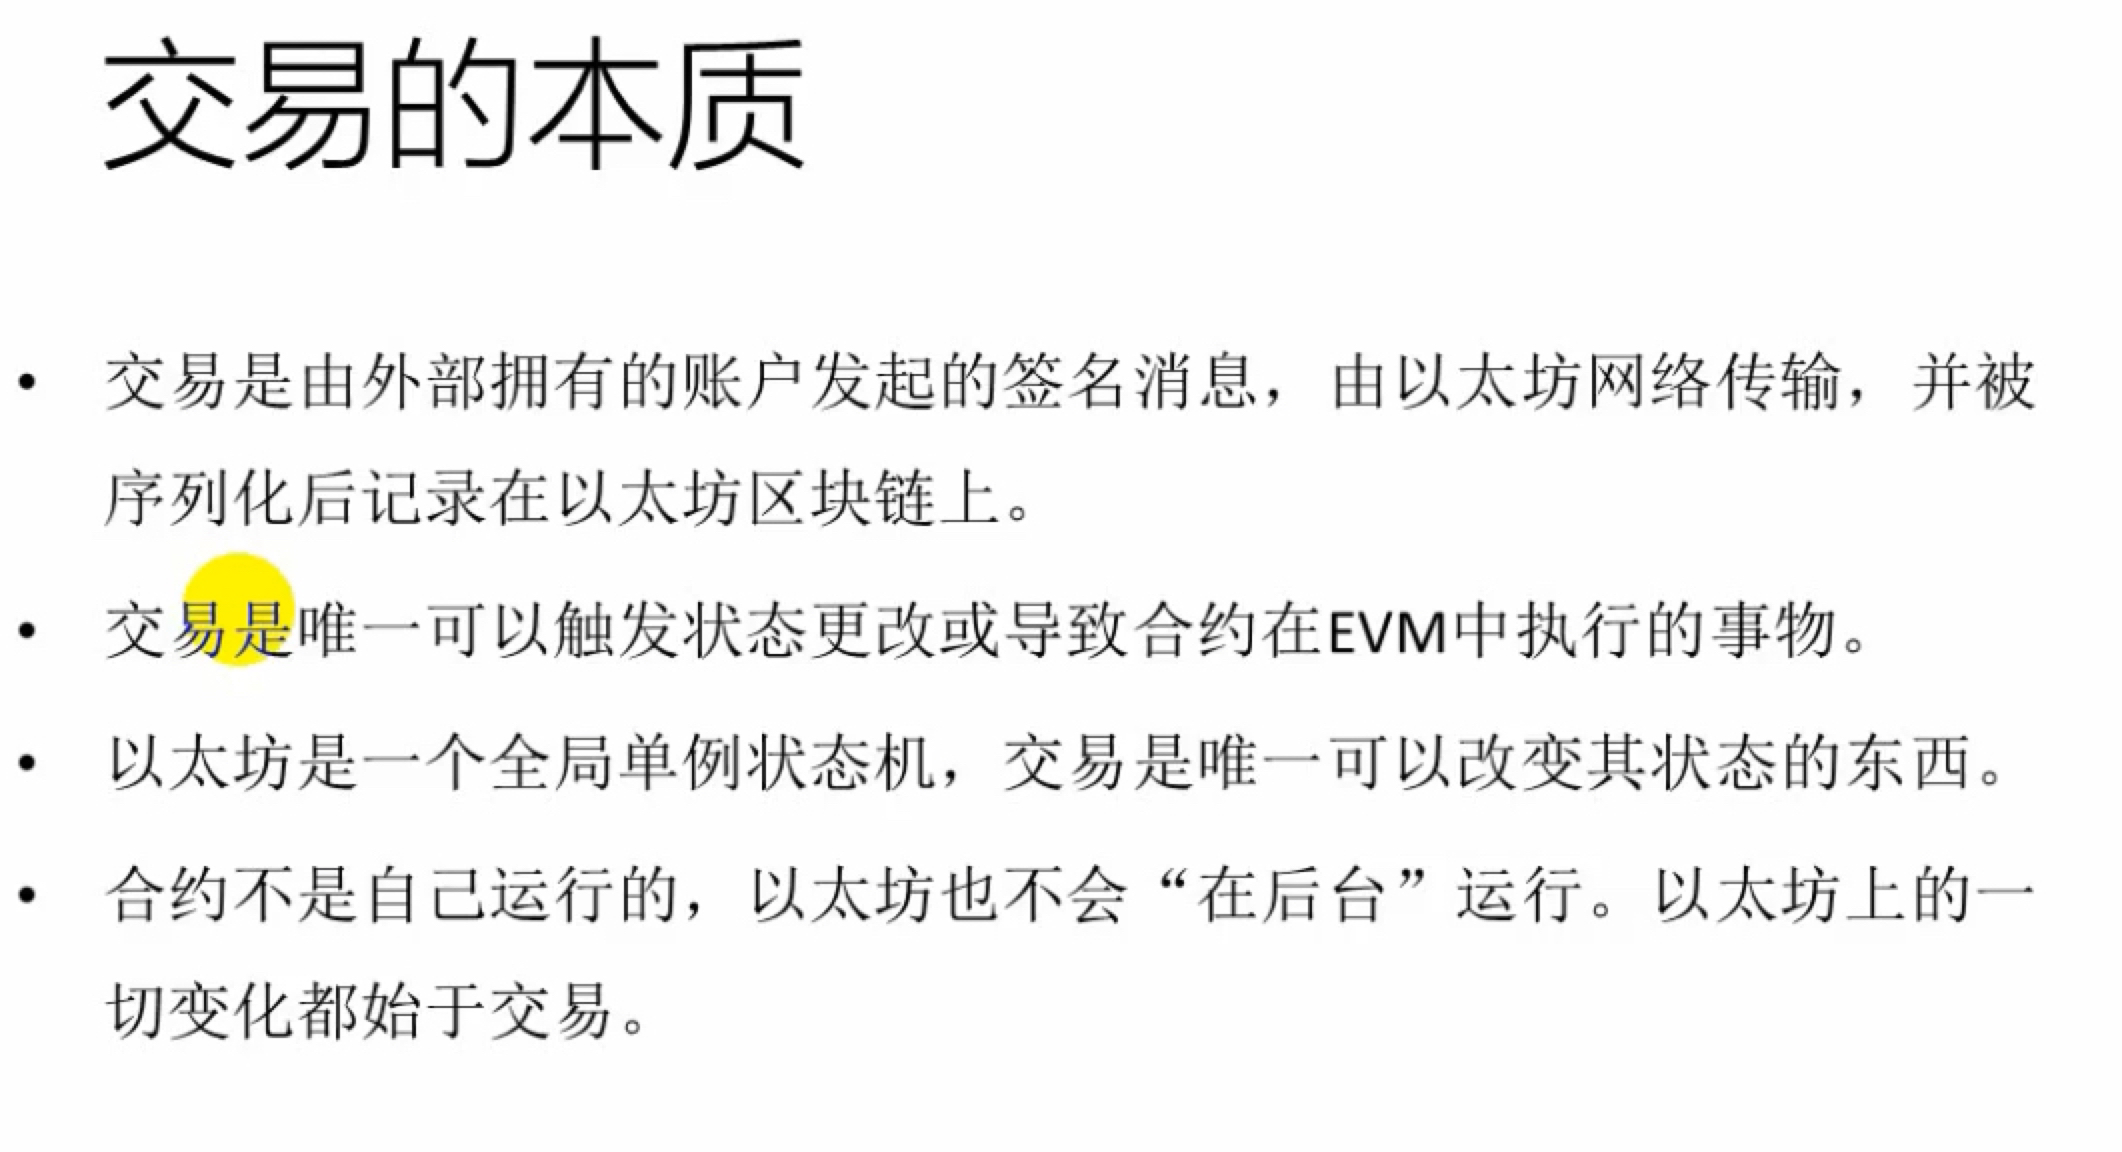 交易的本质
• 交易是由外部拥有的账户发起的签名消息，由以太坊网络传输，并被
序列化后记录在以太坊区块链上。
• 交易是唯一可以触发状态更改或导致合约在EVM中执行的事物。
• 以太坊是一个全局单例状态机，交易是唯一可以改变其状态的东西。
• 合约不是自己运行的，以太坊也不会“在后台”运行。以太坊上的一
切变化都始于交易。